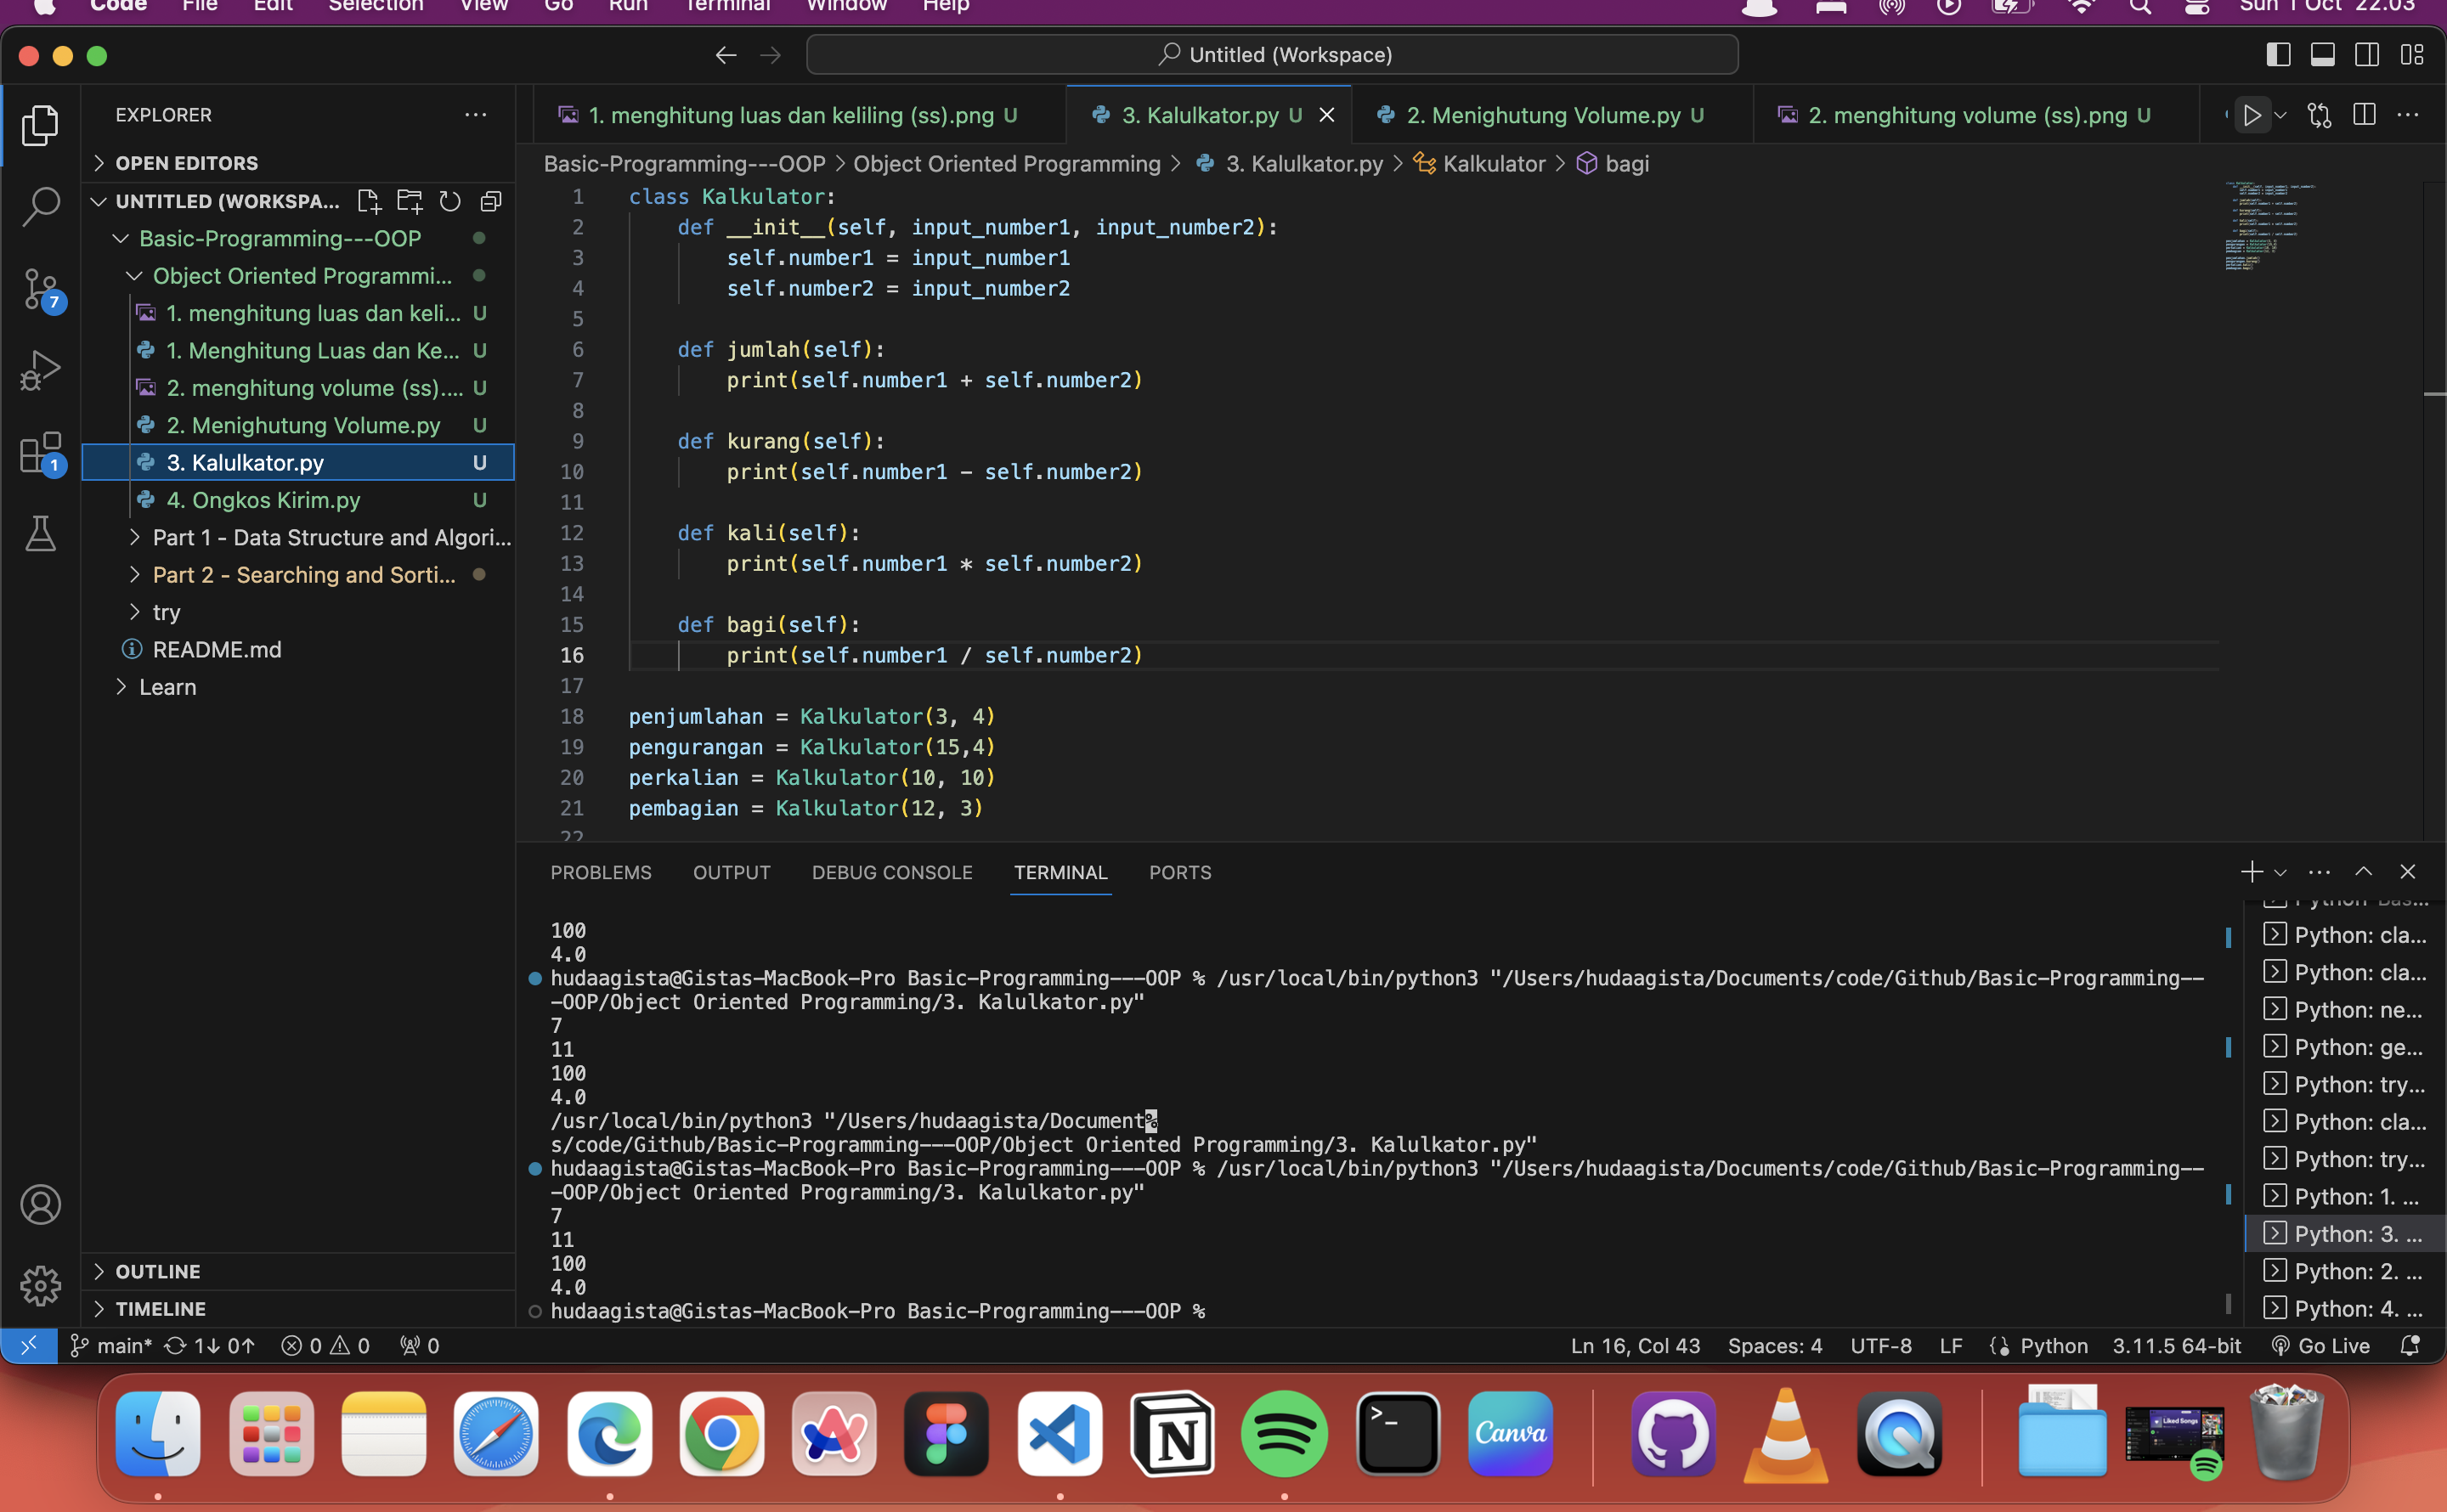 Code File Edit Selection View Go Run Terminal Window Help Sun 1 Oct 22.03
Untitled (Workspace)
EXPLORER
OPEN EDITORS
UNTITLED (WORKSPA...
Basic-Programming---OOP
Object Oriented Programmi...
1. menghitung luas dan keli... U
1. Menghitung Luas dan Ke... U
2. menghitung volume (ss).... U
2. Menighutung Volume.py U
3. Kalulkator.py U
4. Ongkos Kirim.py U
Part 1 - Data Structure and Algori...
Part 2 - Searching and Sorti...
try
README.md
Learn
OUTLINE
TIMELINE
7
1
1. menghitung luas dan keliling (ss).png U
3. Kalulkator.py U
2. Menighutung Volume.py U
2. menghitung volume (ss).png U
Basic-Programming---OOP > Object Oriented Programming > 3. Kalulkator.py > Kalkulator > bagi
1 class Kalkulator:
2 def __init__(self, input_number1, input_number2):
3 self.number1 = input_number1
4 self.number2 = input_number2
5
6 def jumlah(self):
7 print(self.number1 + self.number2)
8
9 def kurang(self):
10 print(self.number1 - self.number2)
11
12 def kali(self):
13 print(self.number1 * self.number2)
14
15 def bagi(self):
16 print(self.number1 / self.number2)
17
18 penjumlahan = Kalkulator(3, 4)
19 pengurangan = Kalkulator(15,4)
20 perkalian = Kalkulator(10, 10)
21 pembagian = Kalkulator(12, 3)
22
PROBLEMS OUTPUT DEBUG CONSOLE TERMINAL PORTS
100
4.0
hudaagista@Gistas-MacBook-Pro Basic-Programming---OOP % /usr/local/bin/python3 "/Users/hudaagista/Documents/code/Github/Basic-Programming--
-OOP/Object Oriented Programming/3. Kalulkator.py"
7
11
100
4.0
/usr/local/bin/python3 "/Users/hudaagista/Document%
s/code/Github/Basic-Programming---OOP/Object Oriented Programming/3. Kalulkator.py"
hudaagista@Gistas-MacBook-Pro Basic-Programming---OOP % /usr/local/bin/python3 "/Users/hudaagista/Documents/code/Github/Basic-Programming--
-OOP/Object Oriented Programming/3. Kalulkator.py"
7
11
100
4.0
hudaagista@Gistas-MacBook-Pro Basic-Programming---OOP %
Python: cla...
Python: cla...
Python: ne...
Python: ge...
Python: try...
Python: cla...
Python: try...
Python: 1. ...
Python: 3. ...
Python: 2. ...
Python: 4. ...
main* 1↓ 0↑ 0 0 0
Ln 16, Col 43 Spaces: 4 UTF-8 LF Python 3.11.5 64-bit Go Live
Canva